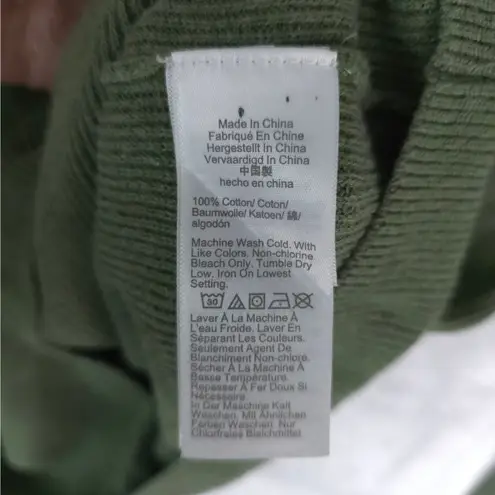 Made In China
Fabriqué En Chine
Hergestellt In China
Vervaardigd In China
中国製
hecho en china
100% Cotton/ Coton/
Baumwolle/ Katoen/ 綿/
algodón
Machine Wash Cold. With
Like Colors. Non-chlorine
Bleach Only. Tumble Dry
Low. Iron On Lowest
Setting.
30
Laver À La Machine À
L'eau Froide. Laver En
Séparant Les Couleurs.
Seulement Agent De
Blanchiment Non-chlore.
Sécher À La Machine À
Basse Température.
Repasser À Fer Doux Si
Nécessaire.
In Der Maschine Kalt
Waschen. Mit Ähnlichen
Farben Waschen. Nur
Chlorfreies Bleichmittel